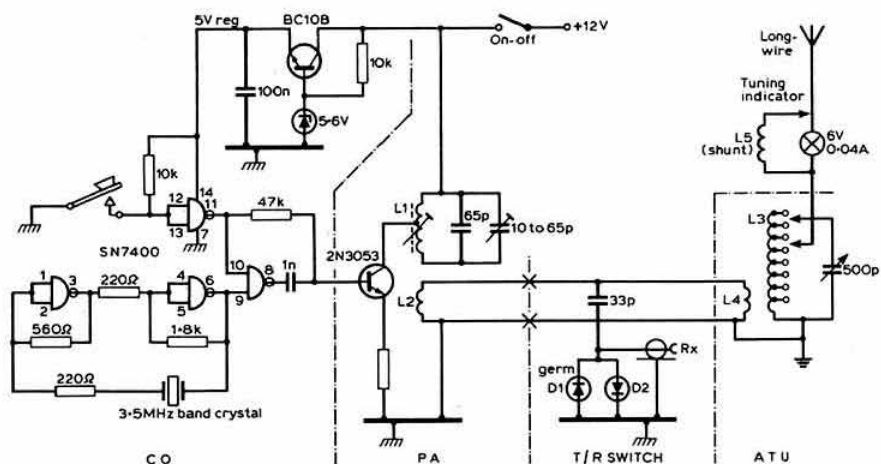 5V reg
BC10B
On-off
+12V
Long-
wire
10k
100n
5·6V
Tuning
indicator
L5
(shunt)
6V
0·04A
10k
14
12
11
13
7
47k
L1
65p
10 to 65p
L3
SN7400
2N3053
10
8
9
1n
500p
1
3
2
220Ω
4
6
5
L2
33p
L4
560Ω
1·8k
Rx
germ
D1
D2
220Ω
3·5MHz band crystal
CO
PA
T/R SWITCH
ATU